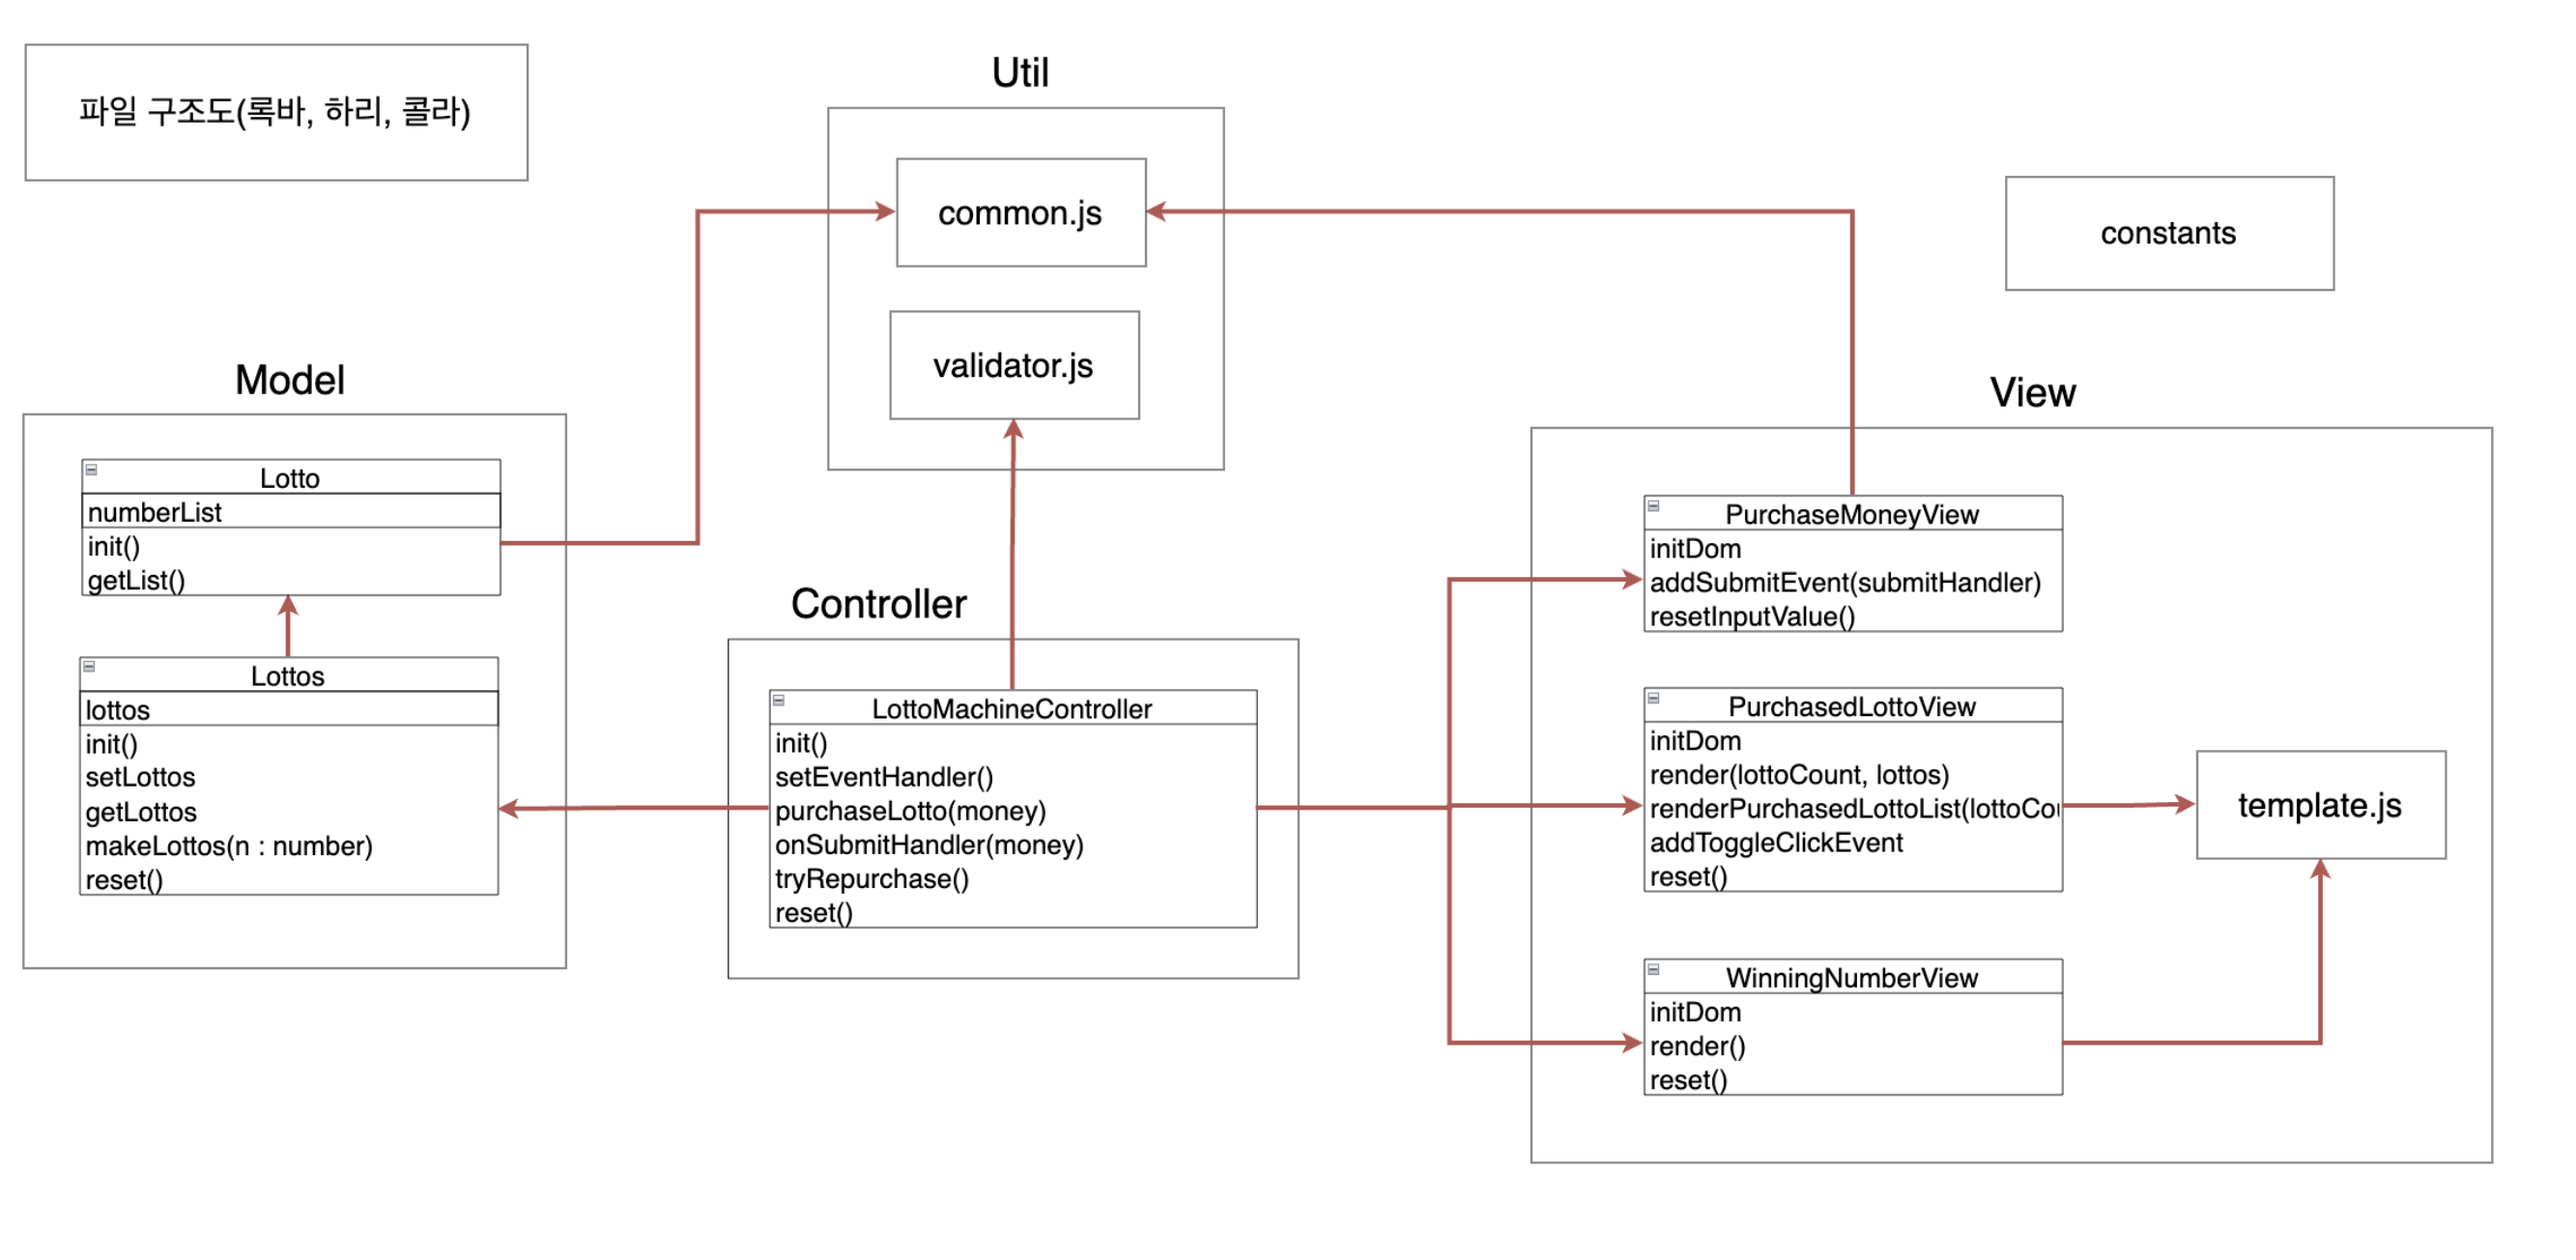 파일 구조도(록바, 하리, 콜라)
Util
common.js
validator.js
constants
Model
Lotto
numberList
init()
getList()
Lottos
lottos
init()
setLottos
getLottos
makeLottos(n : number)
reset()
Controller
LottoMachineController
init()
setEventHandler()
purchaseLotto(money)
onSubmitHandler(money)
tryRepurchase()
reset()
View
PurchaseMoneyView
initDom
addSubmitEvent(submitHandler)
resetInputValue()
PurchasedLottoView
initDom
render(lottoCount, lottos)
renderPurchasedLottoList(lottoCou
addToggleClickEvent
reset()
template.js
WinningNumberView
initDom
render()
reset()